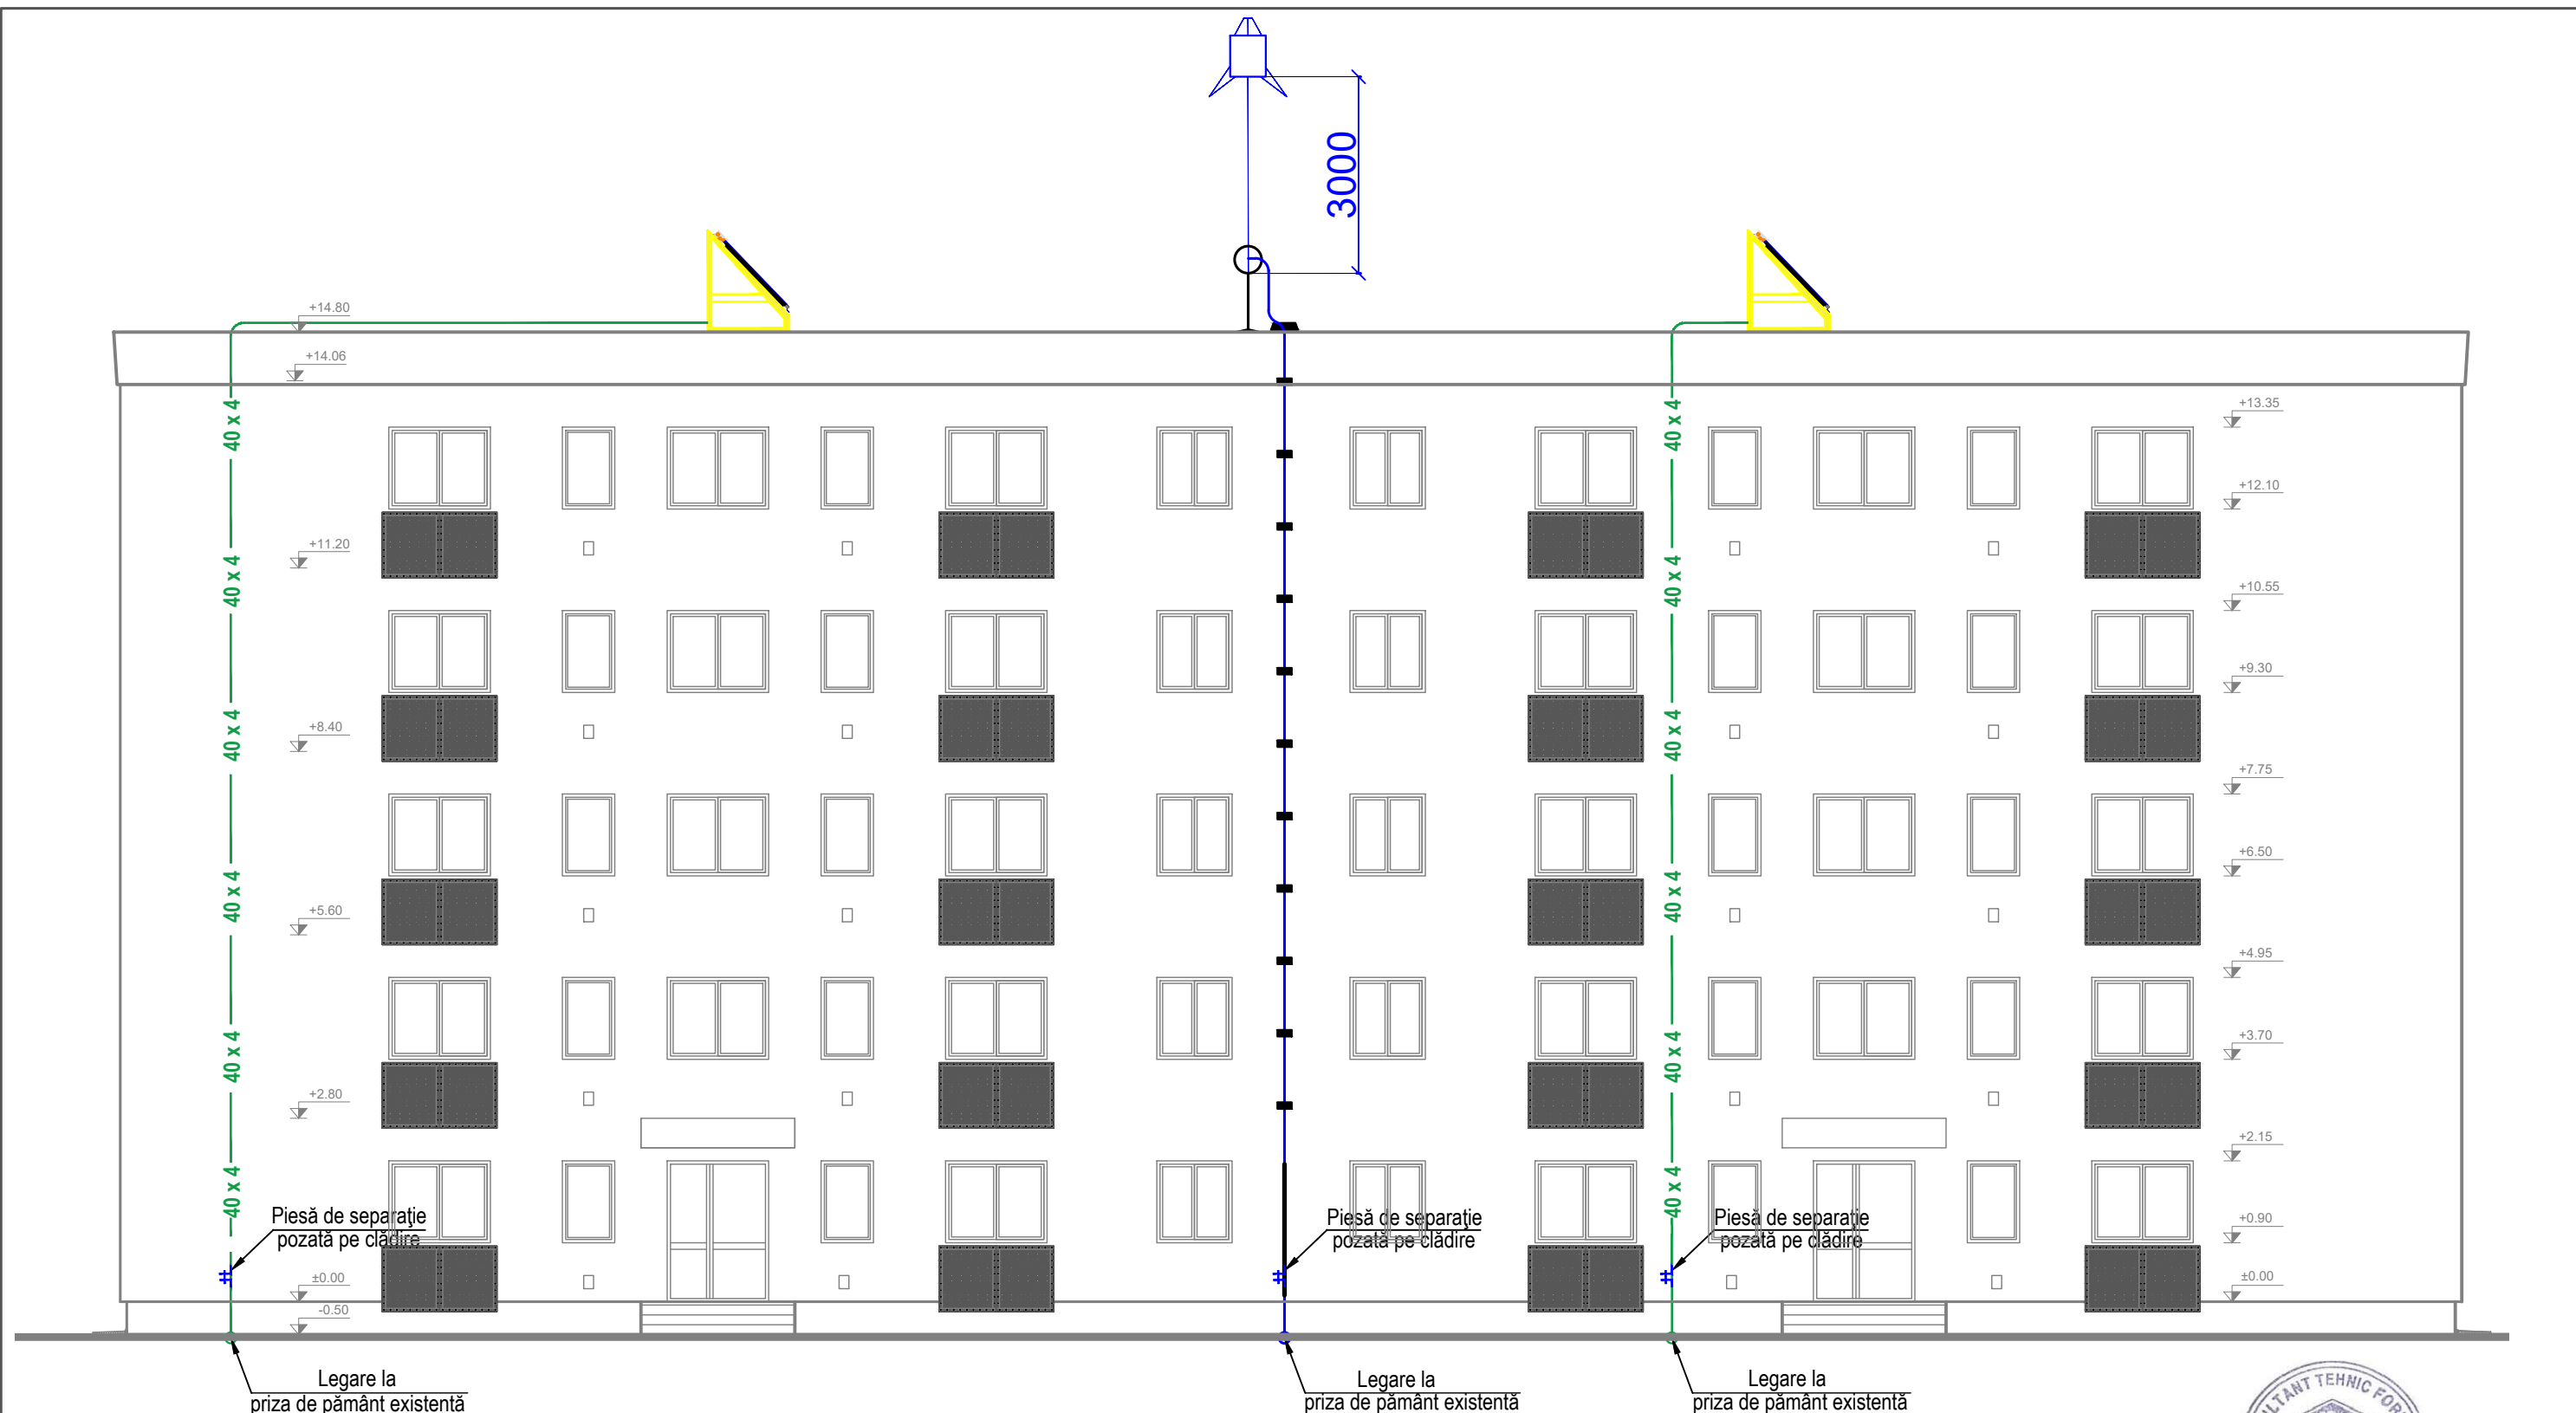 3000
+14.80
+14.06
+13.35
+12.10
+11.20
+10.55
+9.30
+8.40
+7.75
+6.50
+5.60
+4.95
+3.70
+2.80
+2.15
+0.90
±0.00
-0.50
±0.00
40 x 4
40 x 4
40 x 4
40 x 4
40 x 4
40 x 4
40 x 4
40 x 4
40 x 4
40 x 4
40 x 4
40 x 4
Piesă de separaţie
pozată pe clădire
Piesă de separaţie
pozată pe clădire
Piesă de separaţie
pozată pe clădire
Legare la
priza de pământ existentă
Legare la
priza de pământ existentă
Legare la
priza de pământ existentă
TEHNIC